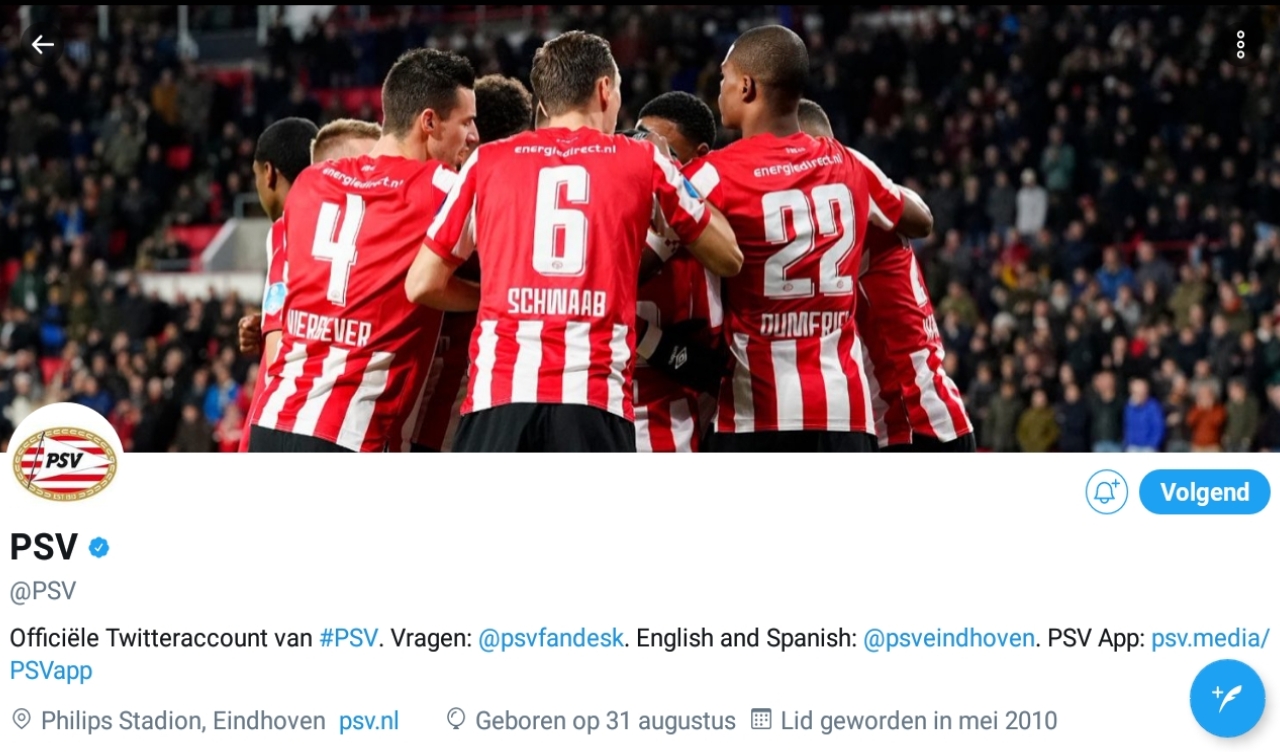 energiedirect.nl
energiedirect.nl
energiedirect.nl
4
6
22
VIERGEVER
SCHWAAB
DUMFRIES
PSV
EST 1913
Volgend
PSV
@PSV
Officiële Twitteraccount van #PSV. Vragen: @psvfandesk. English and Spanish: @psveindhoven. PSV App: psv.media/
PSVapp
Philips Stadion, Eindhoven psv.nl Geboren op 31 augustus Lid geworden in mei 2010